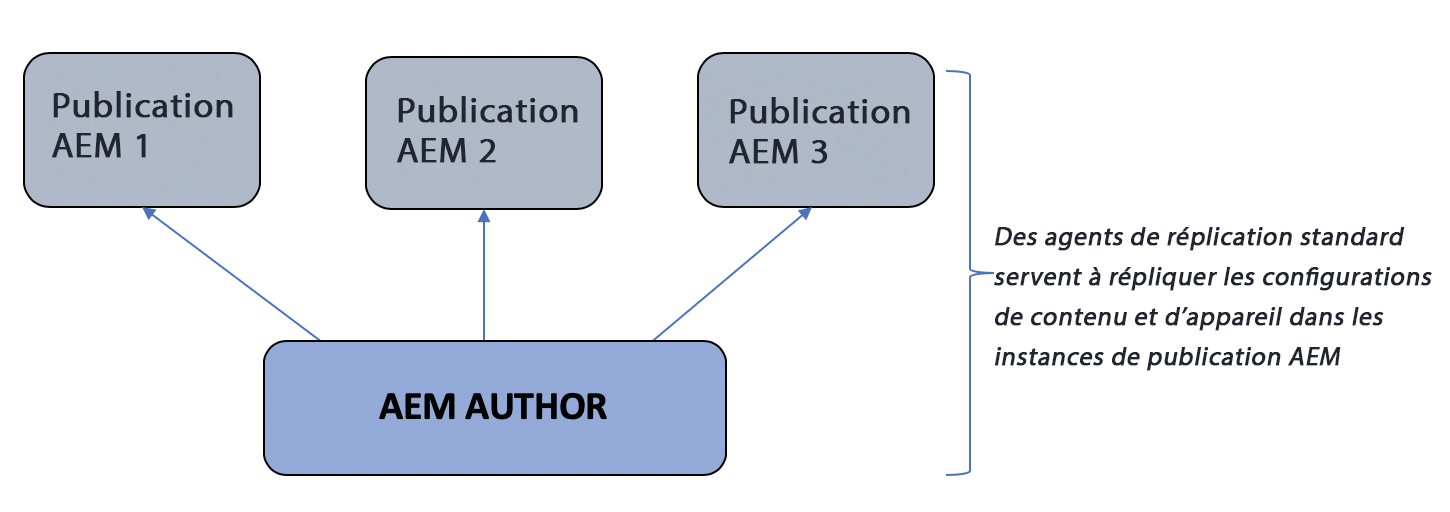 Publication
AEM 1
Publication
AEM 2
Publication
AEM 3
Des agents de réplication standard
servent à répliquer les configurations
de contenu et d’appareil dans les
instances de publication AEM
AEM AUTHOR